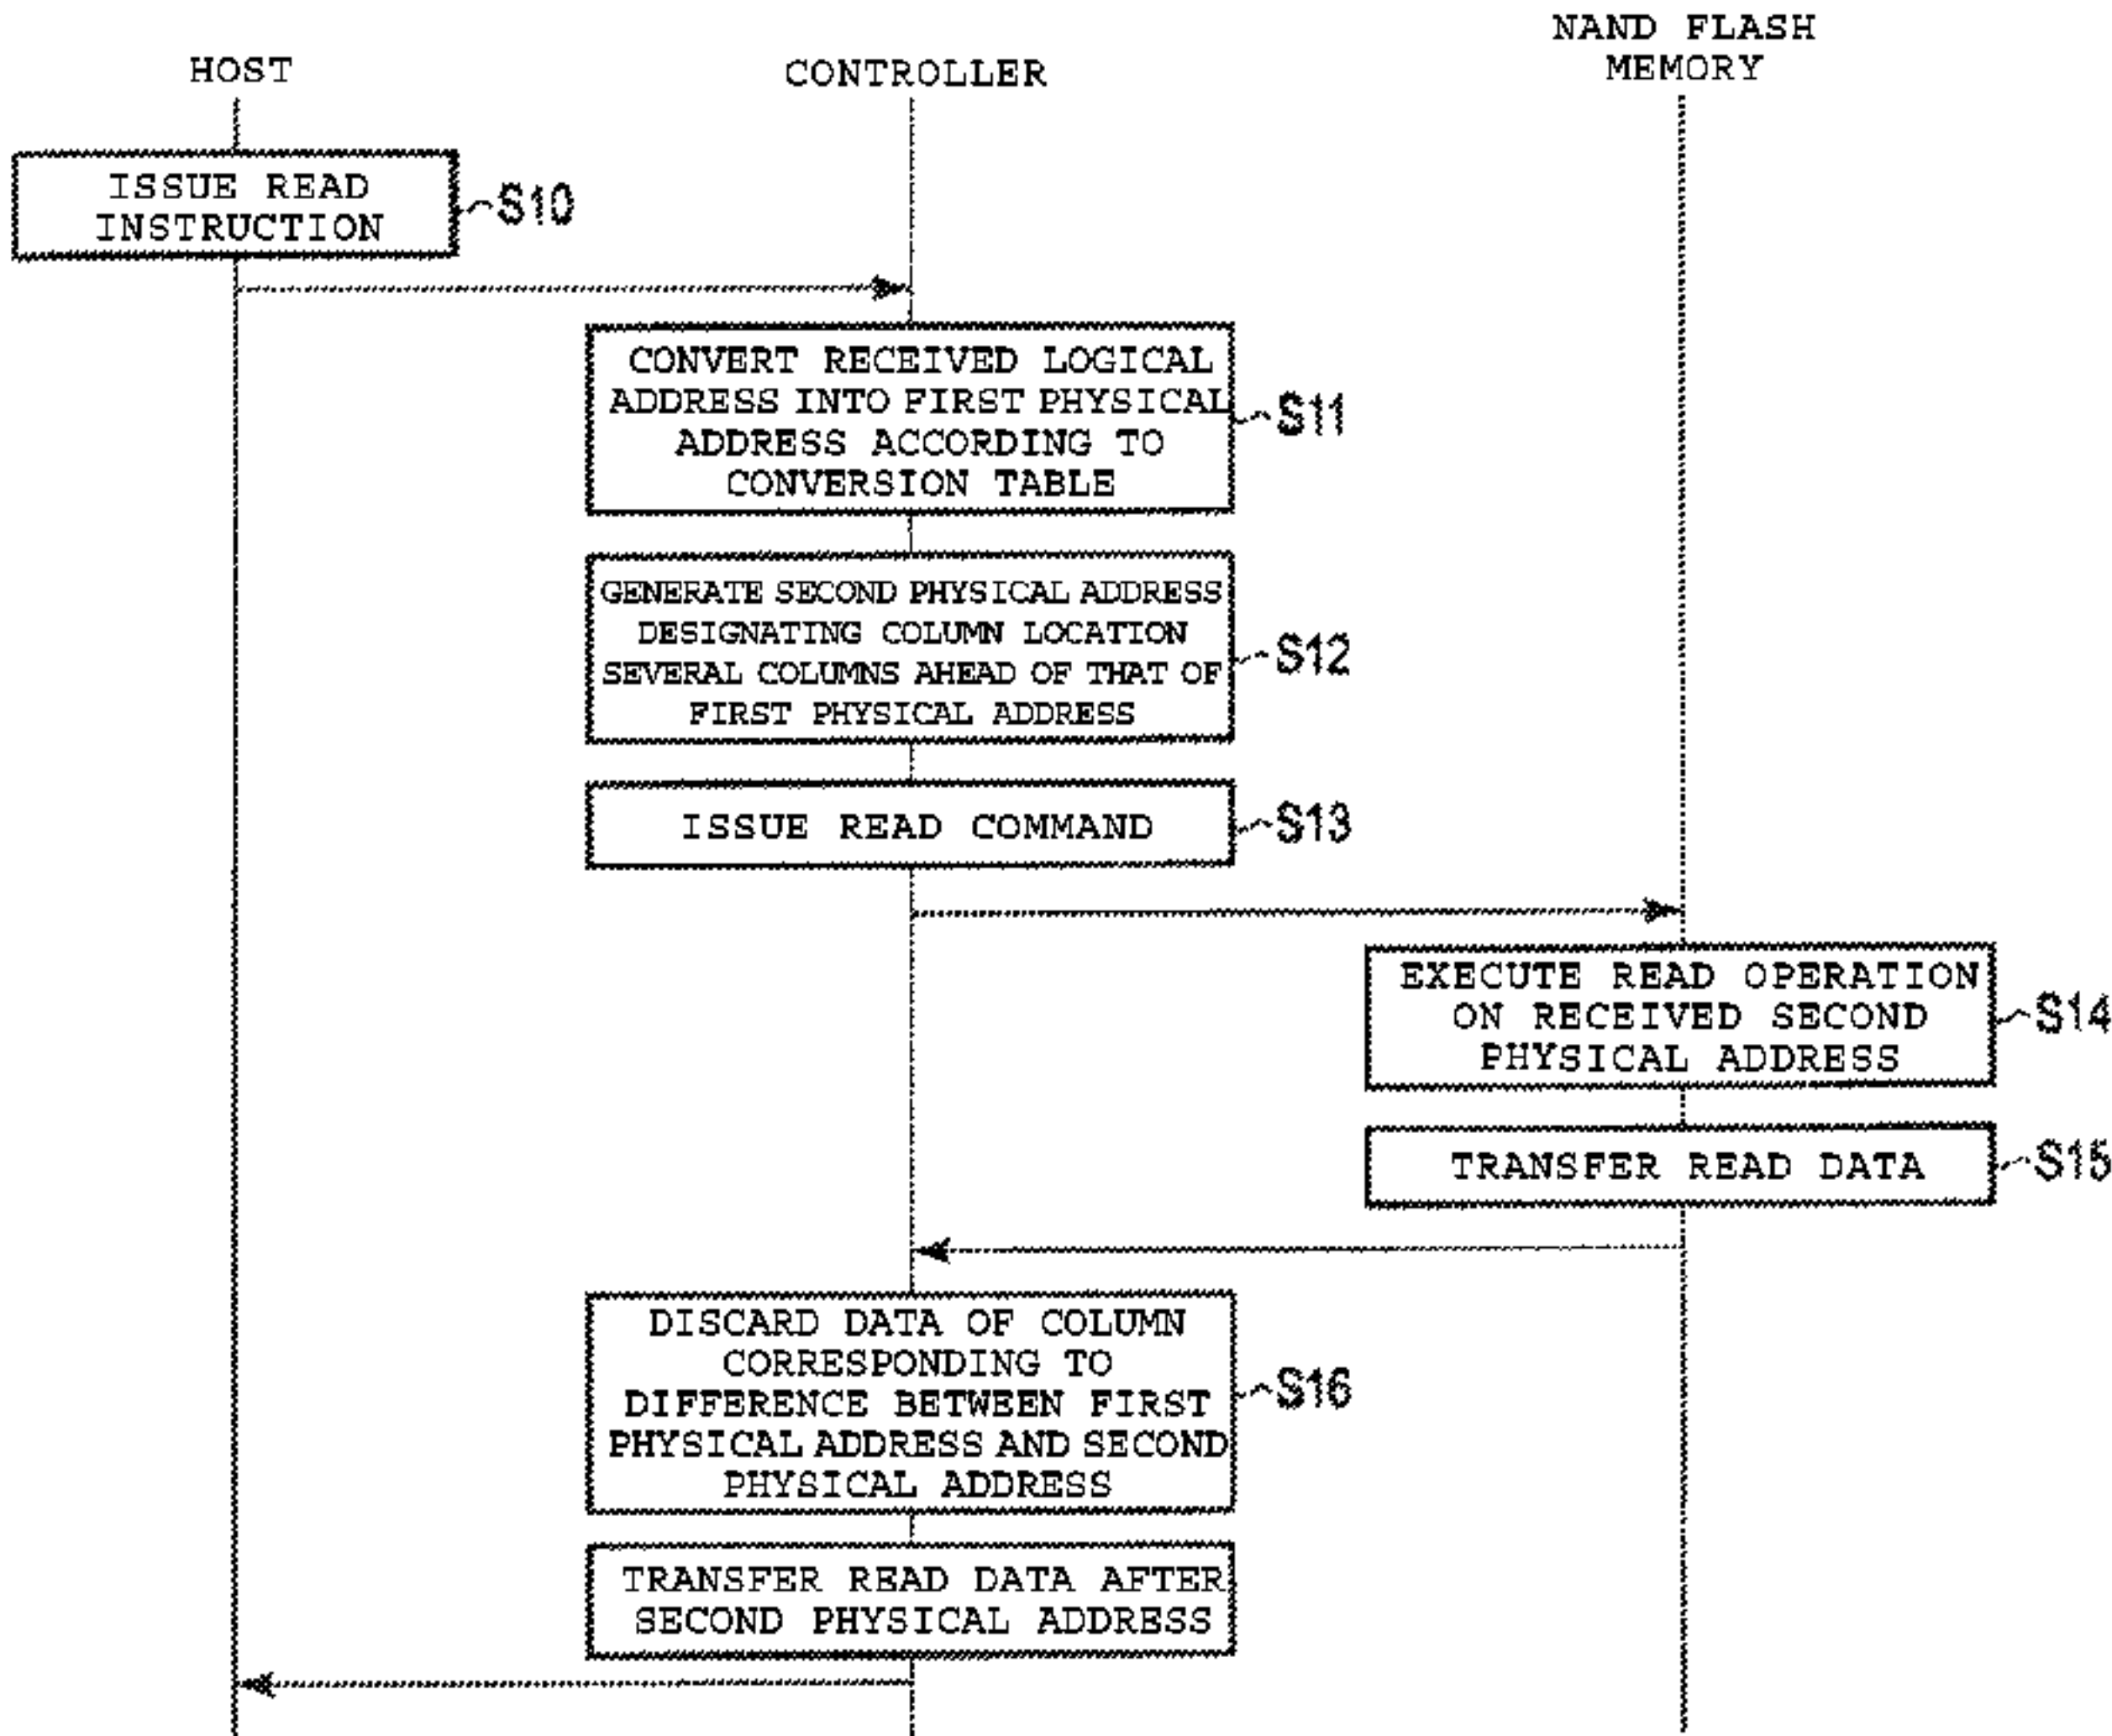 HOST
CONTROLLER
NAND FLASH
MEMORY
ISSUE READ
INSTRUCTION
S10
CONVERT RECEIVED LOGICAL
ADDRESS INTO FIRST PHYSICAL
ADDRESS ACCORDING TO
CONVERSION TABLE
S11
GENERATE SECOND PHYSICAL ADDRESS
DESIGNATING COLUMN LOCATION
SEVERAL COLUMNS AHEAD OF THAT OF
FIRST PHYSICAL ADDRESS
S12
ISSUE READ COMMAND
S13
EXECUTE READ OPERATION
ON RECEIVED SECOND
PHYSICAL ADDRESS
S14
TRANSFER READ DATA
S15
DISCARD DATA OF COLUMN
CORRESPONDING TO
DIFFERENCE BETWEEN FIRST
PHYSICAL ADDRESS AND SECOND
PHYSICAL ADDRESS
S16
TRANSFER READ DATA AFTER
SECOND PHYSICAL ADDRESS